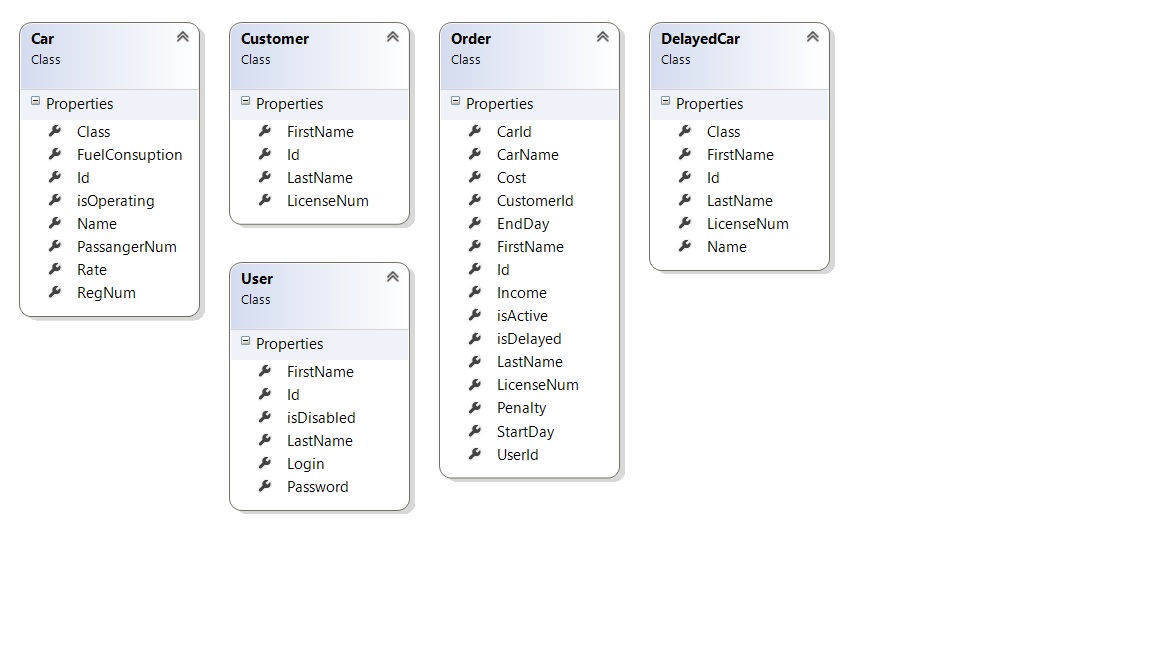 Car
Class
Properties
Class
FuelConsuption
Id
isOperating
Name
PassangerNum
Rate
RegNum
Customer
Class
Properties
FirstName
Id
LastName
LicenseNum
User
Class
Properties
FirstName
Id
isDisabled
LastName
Login
Password
Order
Class
Properties
CarId
CarName
Cost
CustomerId
EndDay
FirstName
Id
Income
isActive
isDelayed
LastName
LicenseNum
Penalty
StartDay
UserId
DelayedCar
Class
Properties
Class
FirstName
Id
LastName
LicenseNum
Name